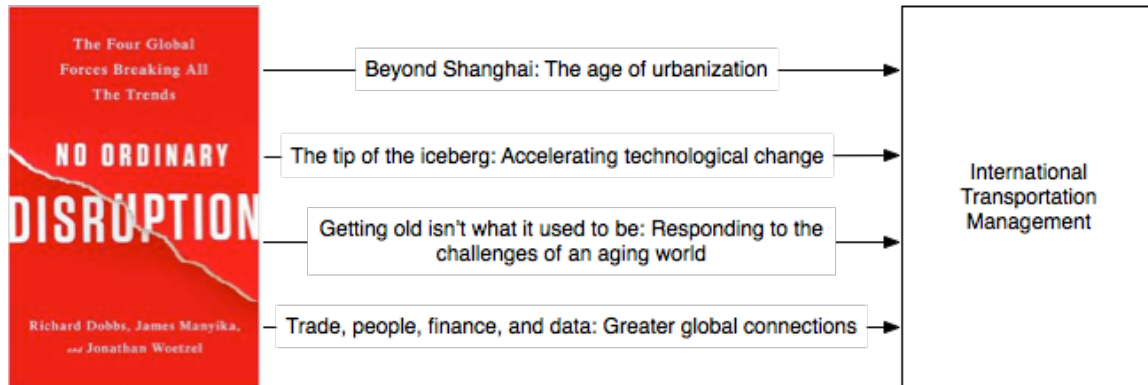 The Four Global
Forces Breaking All
The Trends
NO ORDINARY
DISRUPTION
Richard Dobbs, James Manyika,
and Jonathan Woetzel
Beyond Shanghai: The age of urbanization
The tip of the iceberg: Accelerating technological change
Getting old isn't what it used to be: Responding to the
challenges of an aging world
Trade, people, finance, and data: Greater global connections
International
Transportation
Management